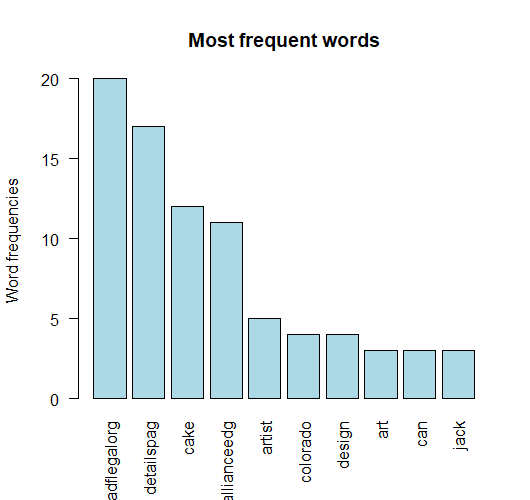 Most frequent words
Word frequencies
20
15
10
5
0
adflegalorg
detailspag
cake
allianceedg
artist
colorado
design
art
can
jack